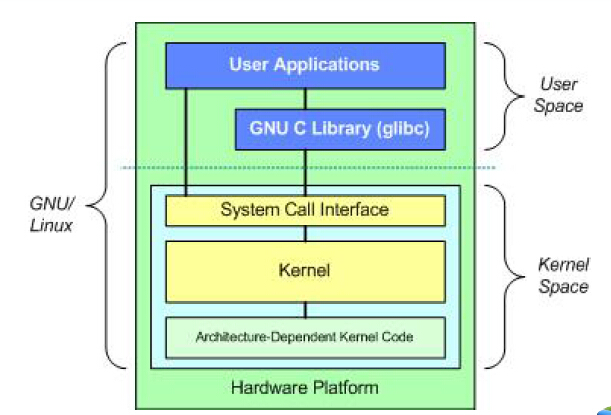 User Applications
GNU C Library (glibc)
User
Space
GNU/
Linux
System Call Interface
Kernel
Kernel
Space
Architecture-Dependent Kernel Code
Hardware Platform